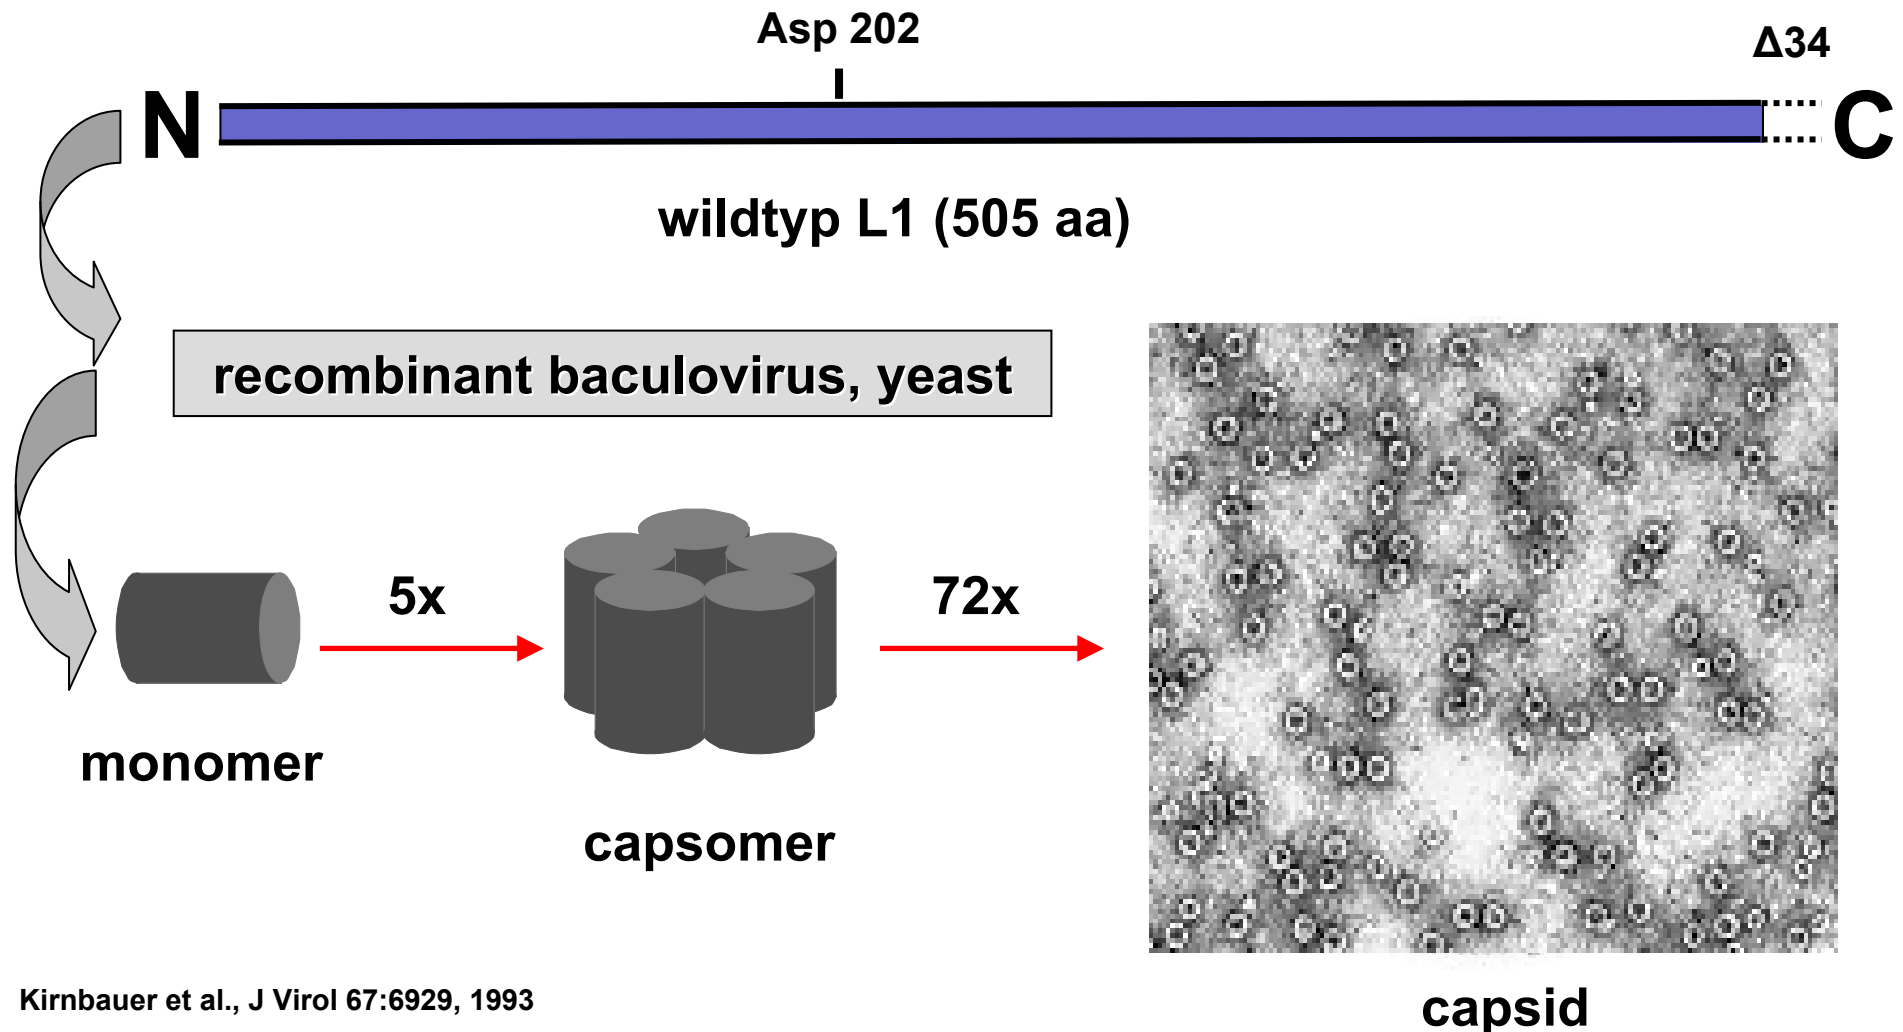 Asp 202
Δ34
N
C
wildtyp L1 (505 aa)
recombinant baculovirus, yeast
5x
72x
monomer
capsomer
capsid
Kirnbauer et al., J Virol 67:6929, 1993